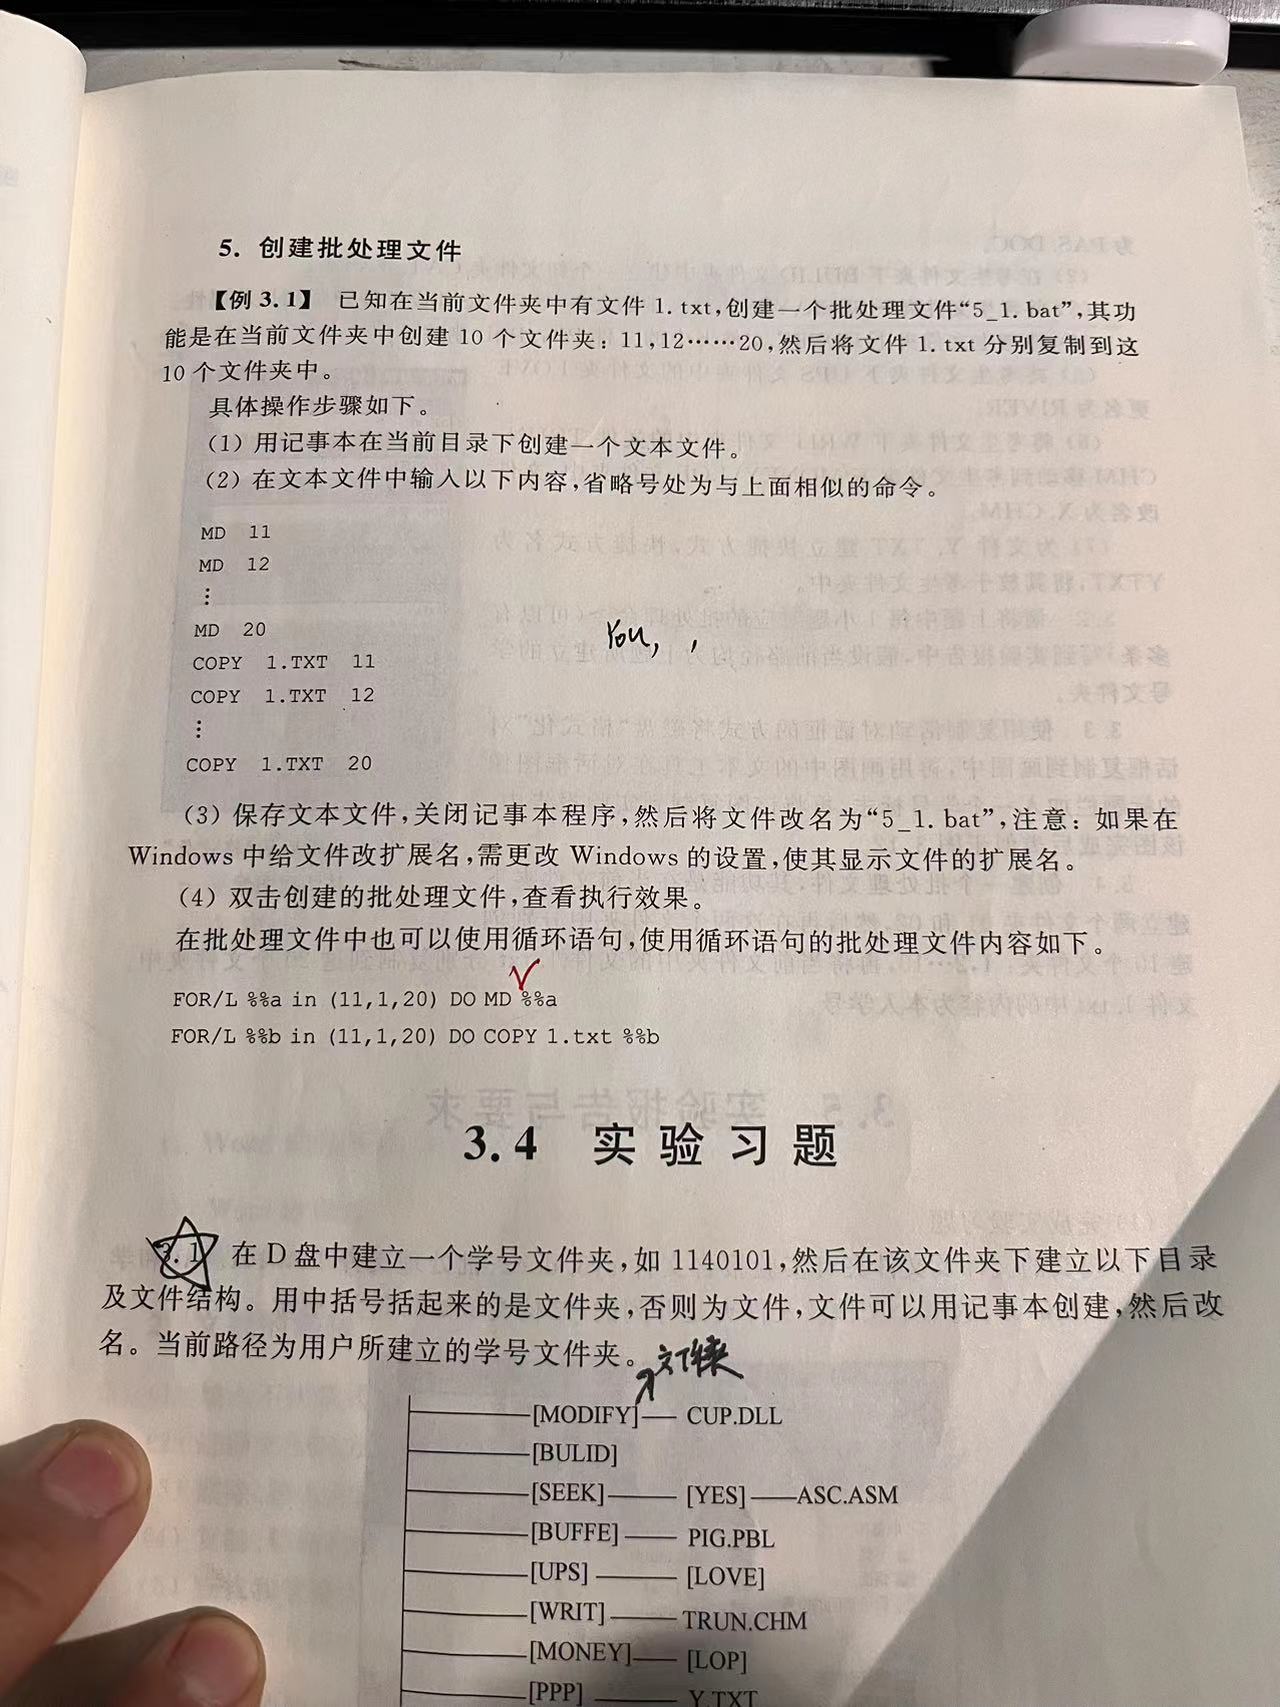 5. 创建批处理文件
【例 3.1】 已知在当前文件夹中有文件 1. txt,创建一个批处理文件“5_1. bat”,其功
能是在当前文件夹中创建 10 个文件夹：11,12……20,然后将文件 1. txt 分别复制到这
10 个文件夹中。
具体操作步骤如下。
(1) 用记事本在当前目录下创建一个文本文件。
(2) 在文本文件中输入以下内容,省略号处为与上面相似的命令。
MD 11
MD 12
⋮
MD 20
You, ,
COPY 1.TXT 11
COPY 1.TXT 12
⋮
COPY 1.TXT 20
(3) 保存文本文件,关闭记事本程序,然后将文件改名为“5_1. bat”,注意：如果在
Windows 中给文件改扩展名,需更改 Windows 的设置,使其显示文件的扩展名。
(4) 双击创建的批处理文件,查看执行效果。
在批处理文件中也可以使用循环语句,使用循环语句的批处理文件内容如下。
FOR/L %%a in (11,1,20) DO MD %%a
FOR/L %%b in (11,1,20) DO COPY 1.txt %%b
3.4 实验习题
3.1 在 D 盘中建立一个学号文件夹,如 1140101,然后在该文件夹下建立以下目录
及文件结构。用中括号括起来的是文件夹,否则为文件,文件可以用记事本创建,然后改
名。当前路径为用户所建立的学号文件夹。
文件夹
[MODIFY] CUP.DLL
[BULID]
[SEEK] [YES] ASC.ASM
[BUFFE] PIG.PBL
[UPS] [LOVE]
[WRIT] TRUN.CHM
[MONEY] [LOP]
[PPP] Y.TXT